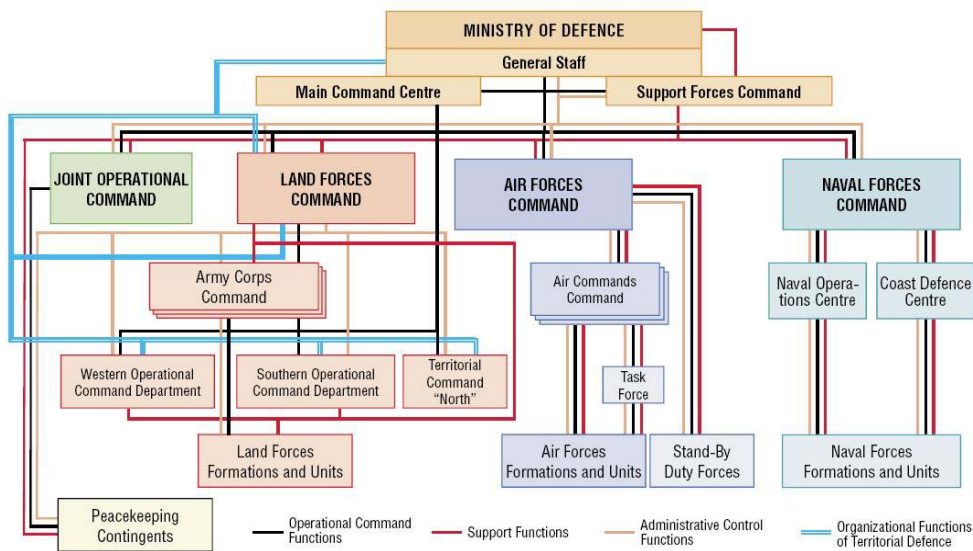 MINISTRY OF DEFENCE
General Staff
Main Command Centre
Support Forces Command
JOINT OPERATIONAL
COMMAND
LAND FORCES
COMMAND
AIR FORCES
COMMAND
NAVAL FORCES
COMMAND
Army Corps
Command
Air Commands
Command
Naval Opera-
tions Centre
Coast Defence
Centre
Western Operational
Command Department
Southern Operational
Command Department
Territorial
Command
“North”
Task
Force
Land Forces
Formations and Units
Air Forces
Formations and Units
Stand-By
Duty Forces
Naval Forces
Formations and Units
Peacekeeping
Contingents
Operational Command
Functions
Support Functions
Administrative Control
Functions
Organizational Functions
of Territorial Defence